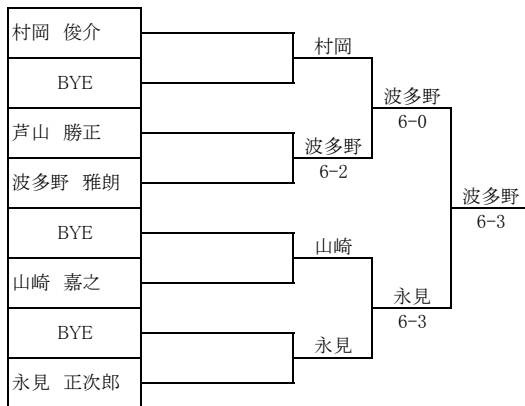 村岡 俊介
BYE
芦山 勝正
波多野 雅朗
BYE
山崎 嘉之
BYE
永見 正次郎
村岡
波多野
6-2
山崎
永見
波多野
6-0
永見
6-3
波多野
6-3